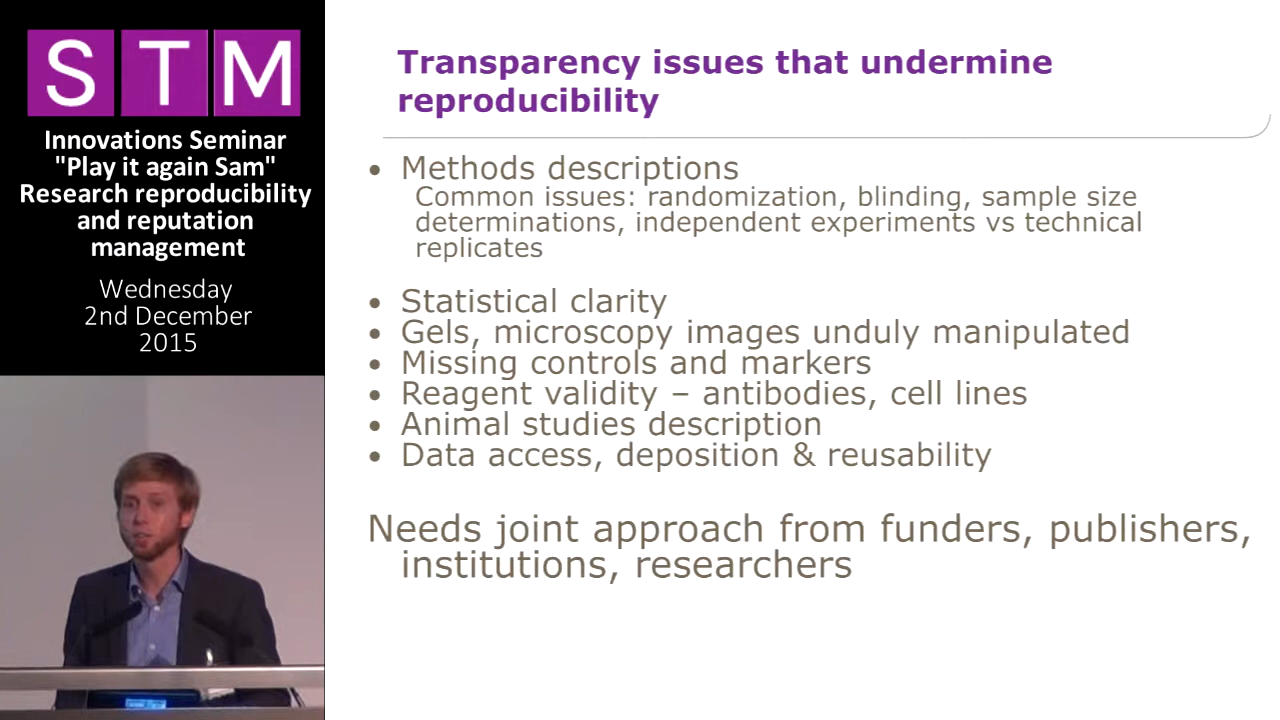 STM
Innovations Seminar
"Play it again Sam"
Research reproducibility
and reputation
management
Wednesday
2nd December
2015
Transparency issues that undermine
reproducibility
• Methods descriptions
Common issues: randomization, blinding, sample size
determinations, independent experiments vs technical
replicates
• Statistical clarity
• Gels, microscopy images unduly manipulated
• Missing controls and markers
• Reagent validity – antibodies, cell lines
• Animal studies description
• Data access, deposition & reusability
Needs joint approach from funders, publishers,
institutions, researchers